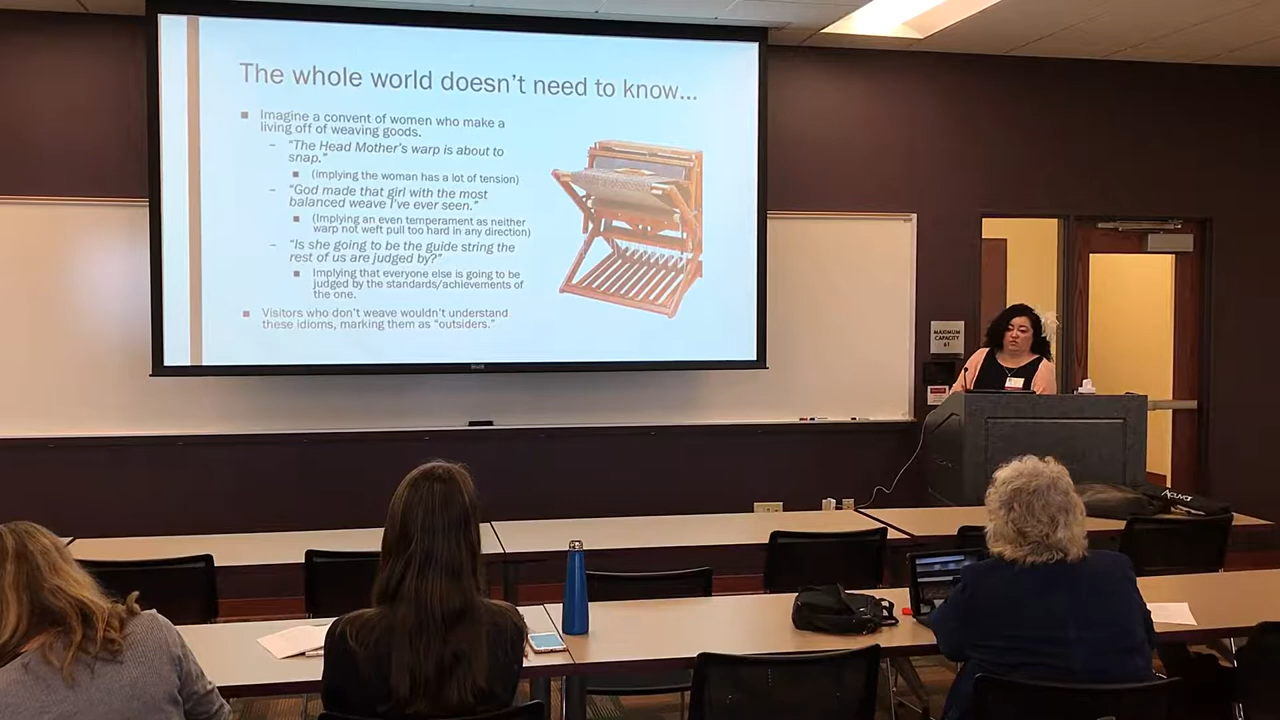 The whole world doesn't need to know...
Imagine a convent of women who make a
living off of weaving goods.
"The Head Mother's warp is about to
snap."
(implying the woman has a lot of tension)
"God made that girl with the most
balanced weave I've ever seen."
(Implying an even temperament as neither
warp not weft pull too hard in any direction)
"Is she going to be the guide string the
rest of us are judged by?"
Implying that everyone else is going to be
judged by the standards/achievements of
the one.
Visitors who don't weave wouldn't understand
these idioms, marking them as "outsiders."
MAXIMUM
CAPACITY
61